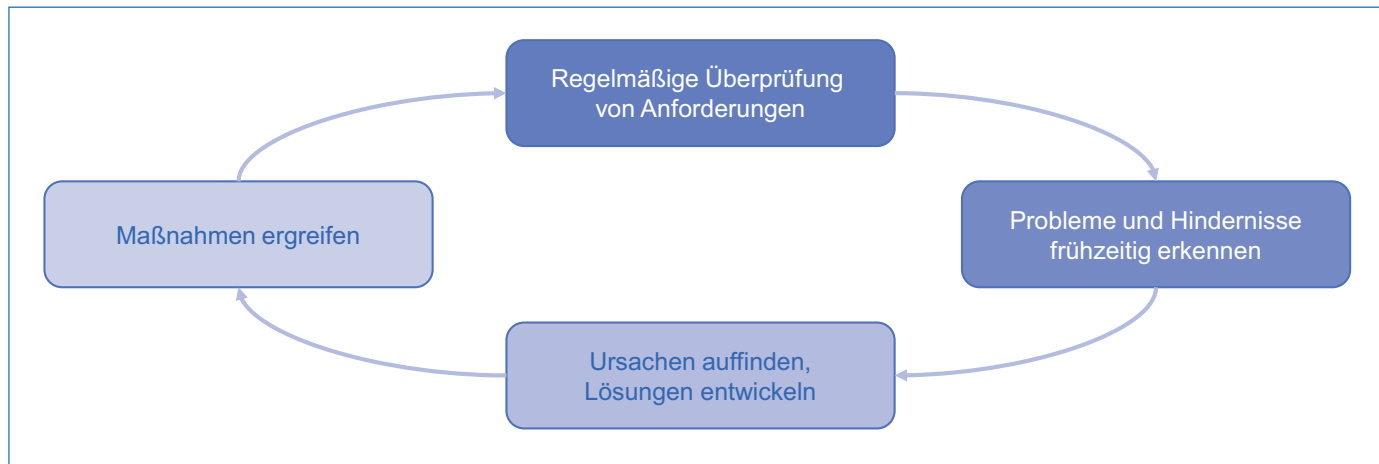 Regelmäßige Überprüfung
von Anforderungen
Probleme und Hindernisse
frühzeitig erkennen
Ursachen auffinden,
Lösungen entwickeln
Maßnahmen ergreifen